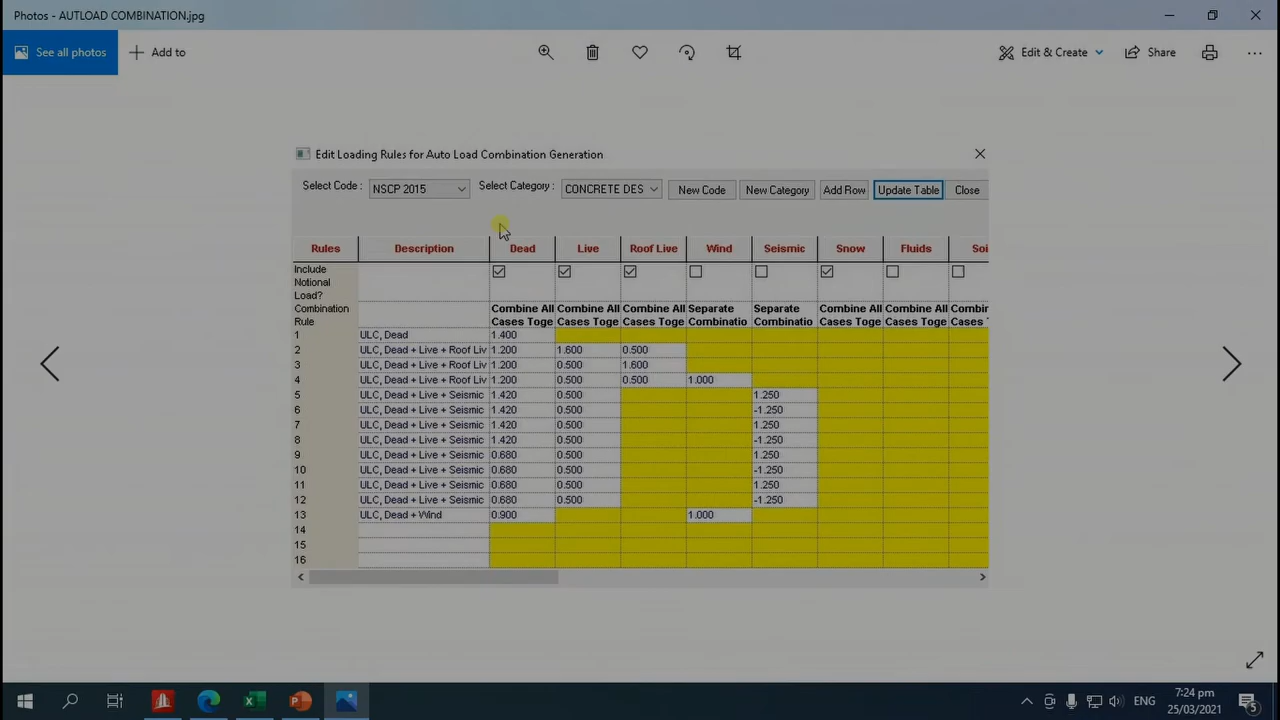 Photos - AUTLOAD COMBINATION.jpg
See all photos Add to Edit & Create Share
Edit Loading Rules for Auto Load Combination Generation
Select Code : NSCP 2015 Select Category : CONCRETE DES New Code New Category Add Row Update Table Close
Rules Description Dead Live Roof Live Wind Seismic Snow Fluids Soi
Include
Notional
Load?
Combination Combine All Combine All Combine All Separate Separate Combine All Combine All Combin
Rule Cases Toge Cases Toge Cases Toge Combinatio Combinatio Cases Toge Cases Toge Cases T
1 ULC, Dead 1.400
2 ULC, Dead + Live + Roof Liv 1.200 1.600 0.500
3 ULC, Dead + Live + Roof Liv 1.200 0.500 1.600
4 ULC, Dead + Live + Roof Liv 1.200 0.500 0.500 1.000
5 ULC, Dead + Live + Seismic 1.420 0.500 1.250
6 ULC, Dead + Live + Seismic 1.420 0.500 -1.250
7 ULC, Dead + Live + Seismic 1.420 0.500 1.250
8 ULC, Dead + Live + Seismic 1.420 0.500 -1.250
9 ULC, Dead + Live + Seismic 0.680 0.500 1.250
10 ULC, Dead + Live + Seismic 0.680 0.500 -1.250
11 ULC, Dead + Live + Seismic 0.680 0.500 1.250
12 ULC, Dead + Live + Seismic 0.680 0.500 -1.250
13 ULC, Dead + Wind 0.900 1.000
14
15
16
ENG 7:24 pm
25/03/2021 5